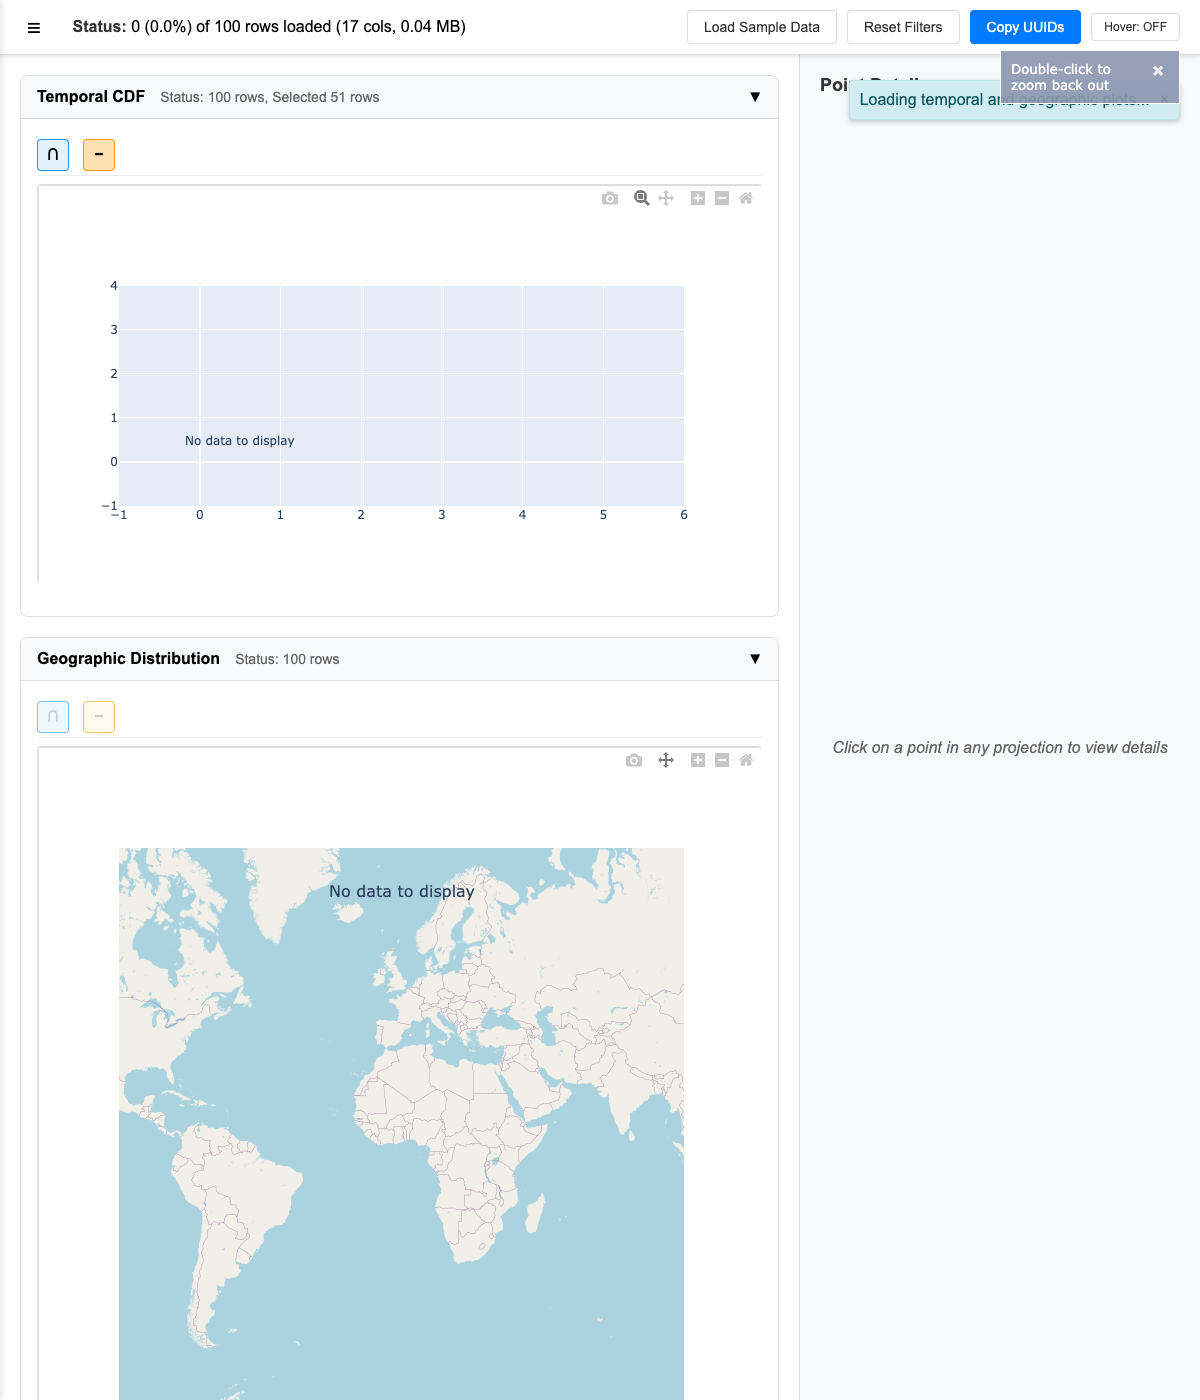 ☰ Status: 0 (0.0%) of 100 rows loaded (17 cols, 0.04 MB)
Load Sample Data
Reset Filters
Copy UUIDs
Hover: OFF
Double-click to
zoom back out
Loading temporal and geographic plots...
Temporal CDF Status: 100 rows, Selected 51 rows ▼
∩ −
4
3
2
1
0
−1
No data to display
−1 0 1 2 3 4 5 6
Geographic Distribution Status: 100 rows ▼
∩ −
No data to display
Click on a point in any projection to view details